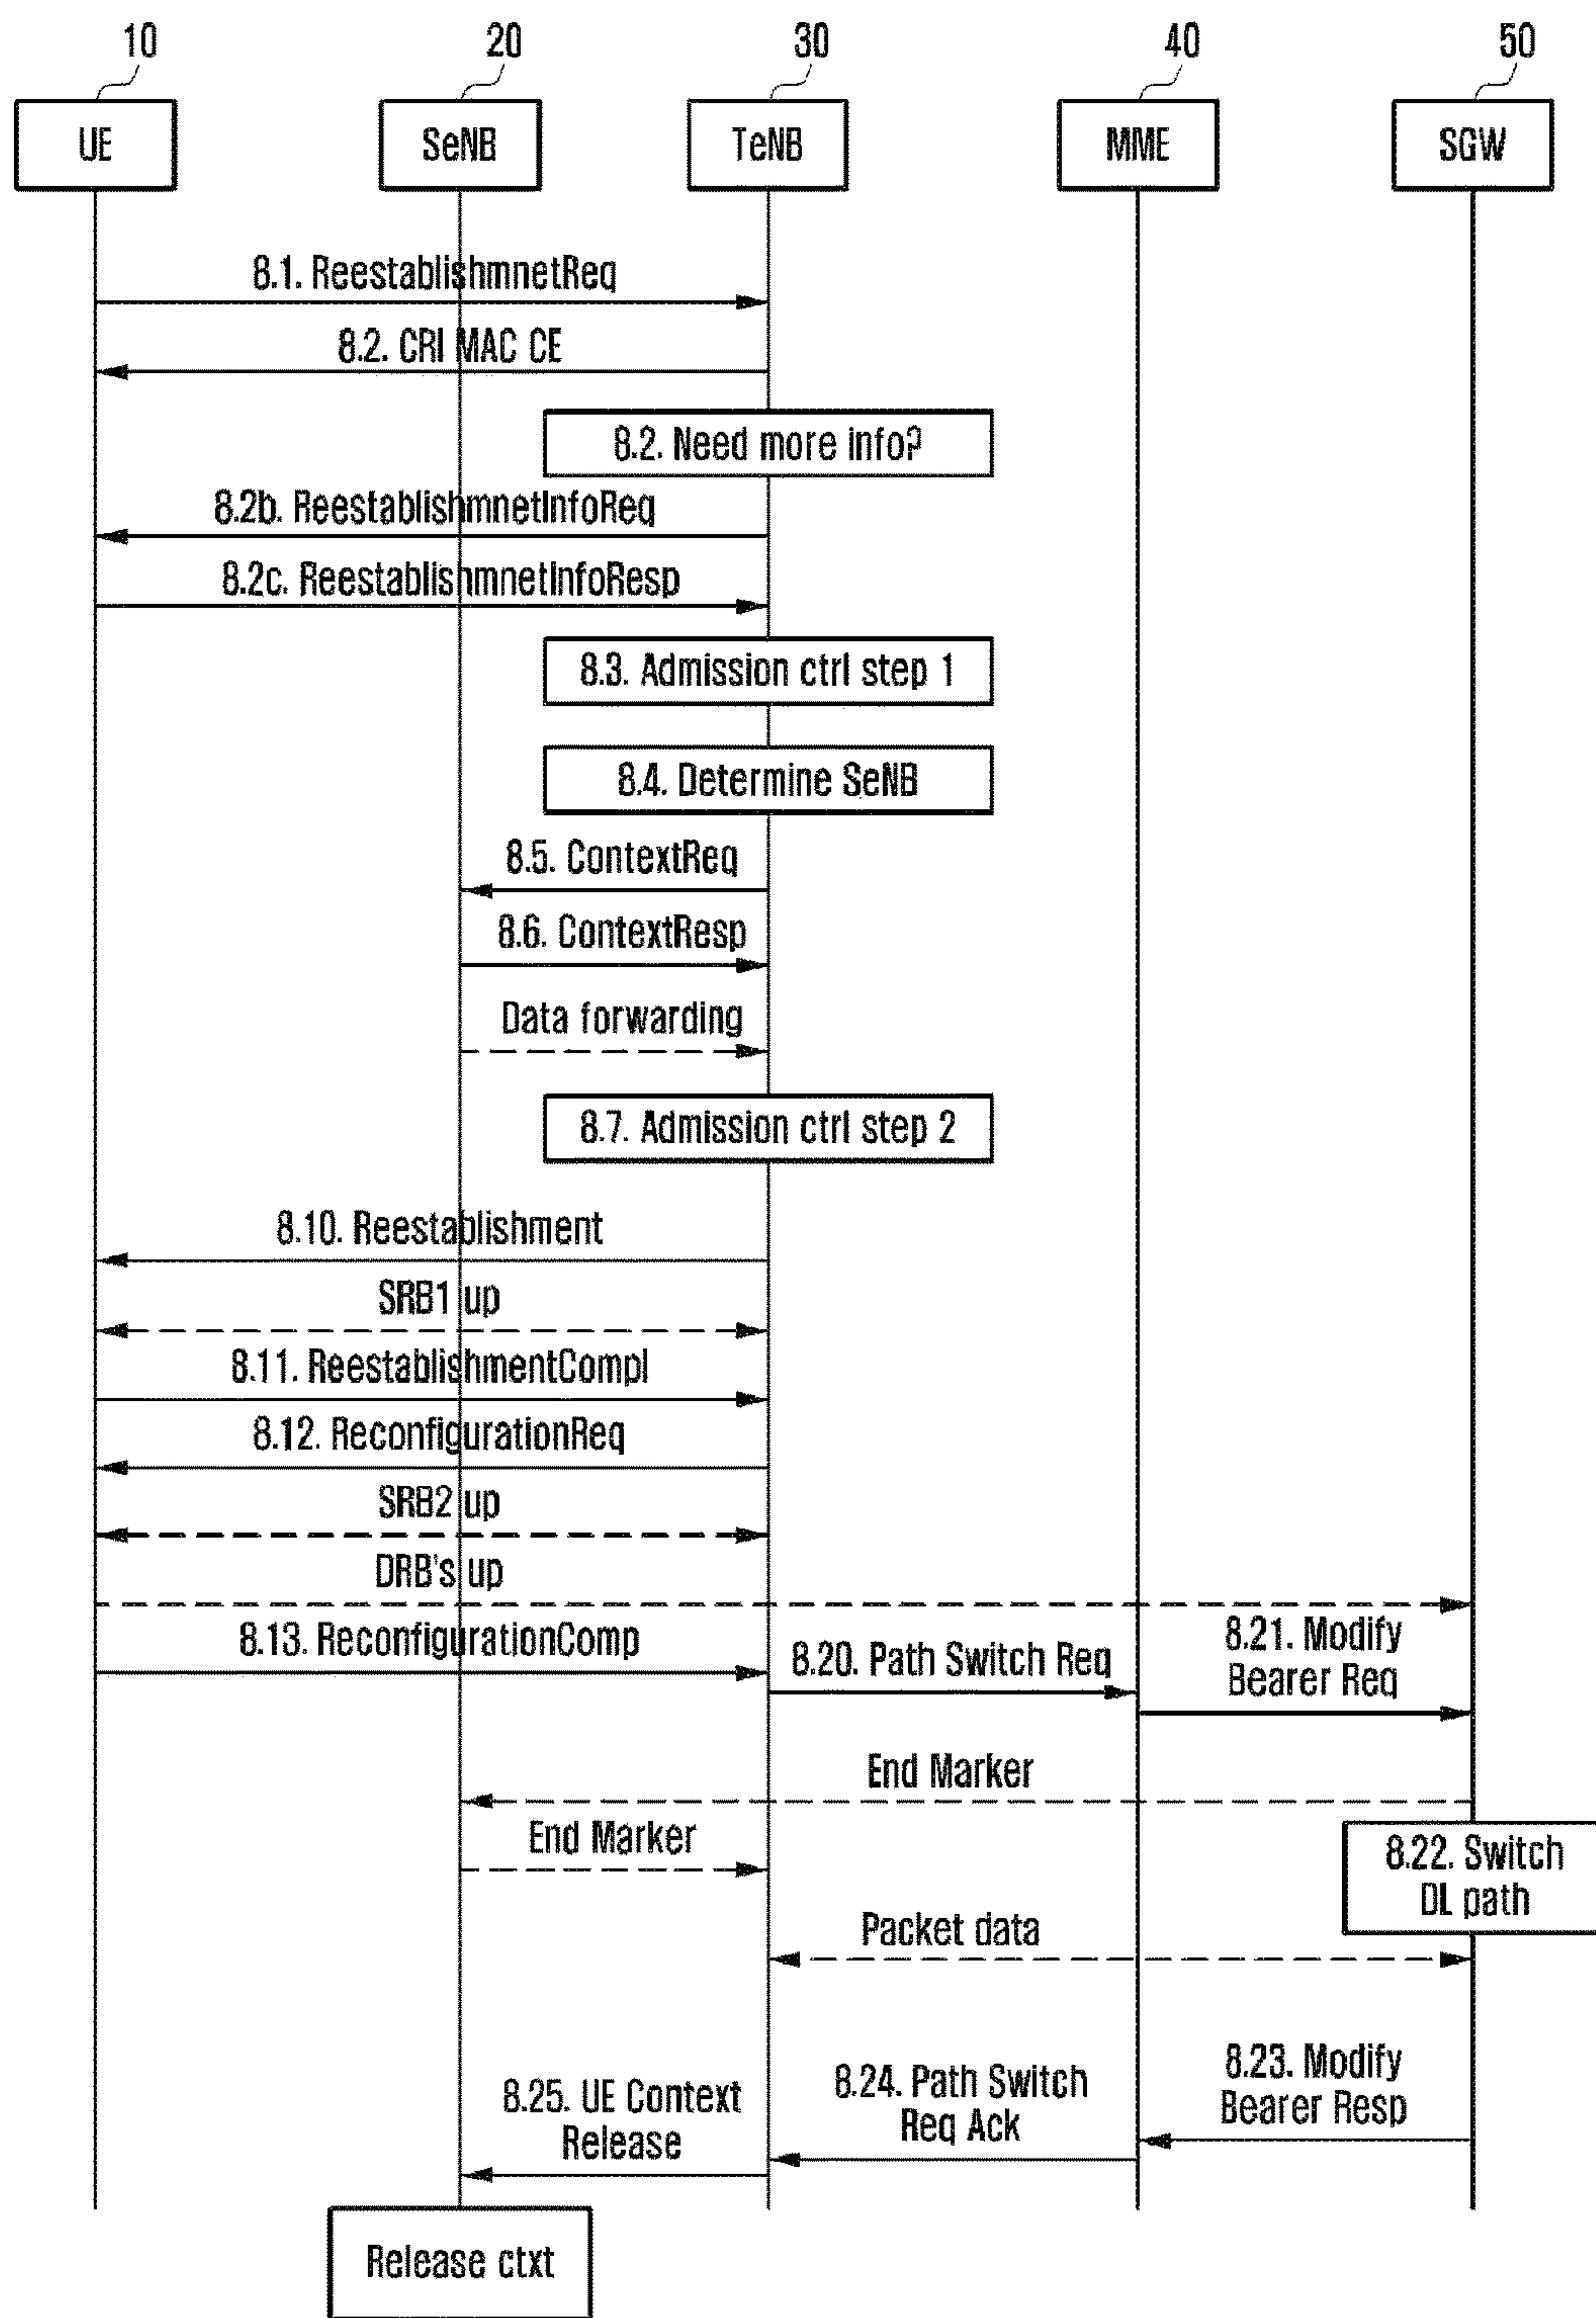 10
20
30
40
50
UE
SeNB
TeNB
MME
SGW
8.1. ReestablishmnetReq
8.2. CRI MAC CE
8.2. Need more info?
8.2b. ReestablishmnetInfoReq
8.2c. ReestablishmnetInfoResp
8.3. Admission ctrl step 1
8.4. Determine SeNB
8.5. ContextReq
8.6. ContextResp
Data forwarding
8.7. Admission ctrl step 2
8.10. Reestablishment
SRB1 up
8.11. ReestablishmentCompl
8.12. ReconfigurationReq
SRB2 up
DRB's up
8.13. ReconfigurationComp
8.20. Path Switch Req
8.21. Modify
Bearer Req
End Marker
End Marker
8.22. Switch
DL path
Packet data
8.23. Modify
Bearer Resp
8.24. Path Switch
Req Ack
8.25. UE Context
Release
Release ctxt